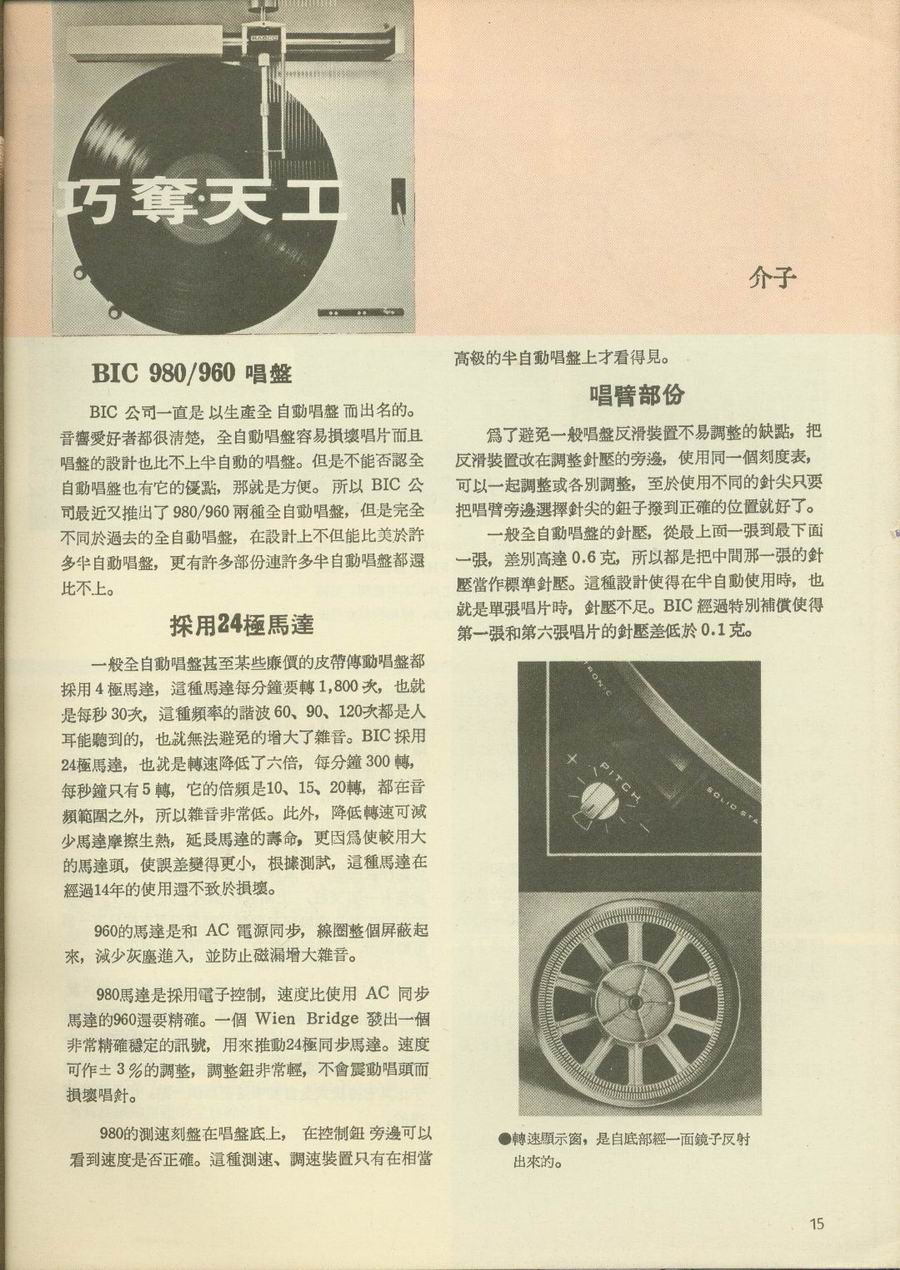 RABCO
巧奪天工
介子
BIC 980/960 唱盤
BIC 公司一直是以生產全自動唱盤而出名的。
音響愛好者都很清楚，全自動唱盤容易損壞唱片而且
唱盤的設計也比不上半自動的唱盤。但是不能否認全
自動唱盤也有它的優點，那就是方便。所以 BIC 公
司最近又推出了980/960 兩種全自動唱盤，但是完全
不同於過去的全自動唱盤，在設計上不但能比美於許
多半自動唱盤，更有許多部份連許多半自動唱盤都還
比不上。
採用24極馬達
一般全自動唱盤甚至某些廉價的皮帶傳動唱盤都
採用 4 極馬達，這種馬達每分鐘要轉 1,800 次，也就
是每秒 30次，這種頻率的諧波 60、90、120次都是人
耳能聽到的，也就無法避免的增大了雜音。BIC 採用
24極馬達，也就是轉速降低了六倍，每分鐘 300 轉，
每秒鐘只有 5 轉，它的倍頻是10、15、20轉，都在音
頻範圍之外，所以雜音非常低。此外，降低轉速可減
少馬達摩擦生熱，延長馬達的壽命，更因爲使較用大
的馬達頭，使誤差變得更小，根據測試，這種馬達在
經過14年的使用還不致於損壞。
960的馬達是和 AC 電源同步，線圈整個屏蔽起
來，減少灰塵進入，並防止磁漏增大雜音。
980馬達是採用電子控制，速度比使用 AC 同步
馬達的960還要精確。一個 Wien Bridge 發出一個
非常精確穩定的訊號，用來推動24極同步馬達。速度
可作± 3 %的調整，調整鈕非常輕，不會震動唱頭而
損壞唱針。
980的測速刻盤在唱盤底上，在控制鈕旁邊可以
看到速度是否正確。這種測速、調速裝置只有在相當
高級的半自動唱盤上才看得見。
唱臂部份
爲了避免一般唱盤反滑裝置不易調整的缺點，把
反滑裝置改在調整針壓的旁邊，使用同一個刻度表，
可以一起調整或各別調整，至於使用不同的針尖只要
把唱臂旁邊選擇針尖的鈕子撥到正確的位置就好了。
一般全自動唱盤的針壓，從最上面一張到最下面
一張，差別高達 0.6 克，所以都是把中間那一張的針
壓當作標準針壓。這種設計使得在半自動使用時，也
就是單張唱片時，針壓不足。BIC 經過特別補償使得
第一張和第六張唱片的針壓差低於 0.1 克。
TRONIC
+ PITCH
SOLID STA
●轉速顯示窗，是自底部經一面鏡子反射
出來的。
15